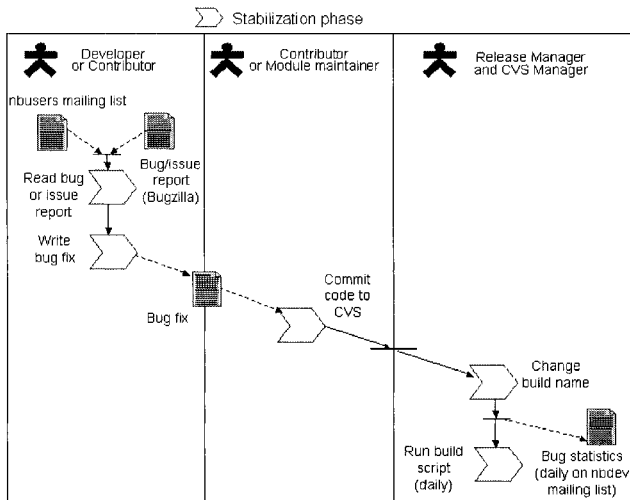 Stabilization phase
Developer
or Contributor
Contributor
or Module maintainer
Release Manager
and CVS Manager
nbusers mailing list
Bug/issue
report
(Bugzilla)
Read bug
or issue
report
Write
bug fix
Bug fix
Commit
code to
CVS
Change
build name
Run build
script
(daily)
Bug statistics
(daily on nbdev
mailing list)